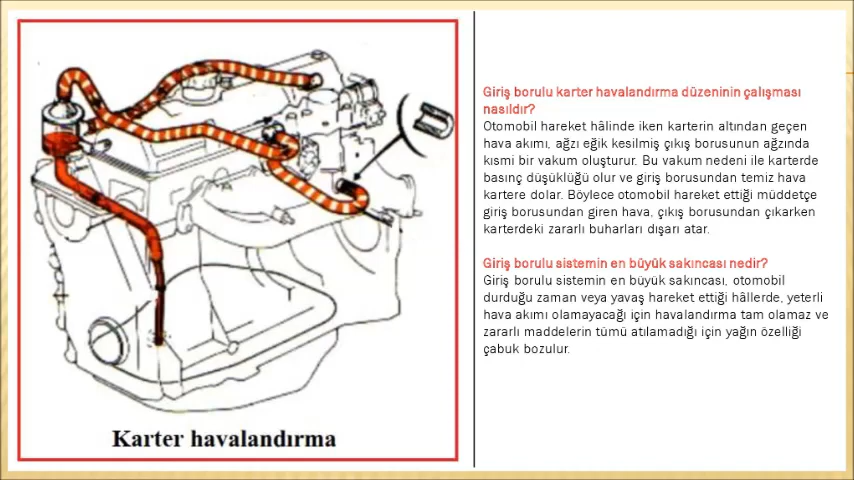 Giriş borulu karter havalandırma düzeninin çalışması
nasıldır?
Otomobil hareket hâlinde iken karterin altından geçen
hava akımı, ağzı eğik kesilmiş çıkış borusunun ağzında
kısmi bir vakum oluşturur. Bu vakum nedeni ile karterde
basınç düşüklüğü olur ve giriş borusundan temiz hava
kartere dolar. Böylece otomobil hareket ettiği müddetçe
giriş borusundan giren hava, çıkış borusundan çıkarken
karterdeki zararlı buharları dışarı atar.
Giriş borulu sistemin en büyük sakıncası nedir?
Giriş borulu sistemin en büyük sakıncası, otomobil
durduğu zaman veya yavaş hareket ettiği hâllerde, yeterli
hava akımı olamayacağı için havalandırma tam olamaz ve
zararlı maddelerin tümü atılamadığı için yağın özelliği
çabuk bozulur.
Karter havalandırma